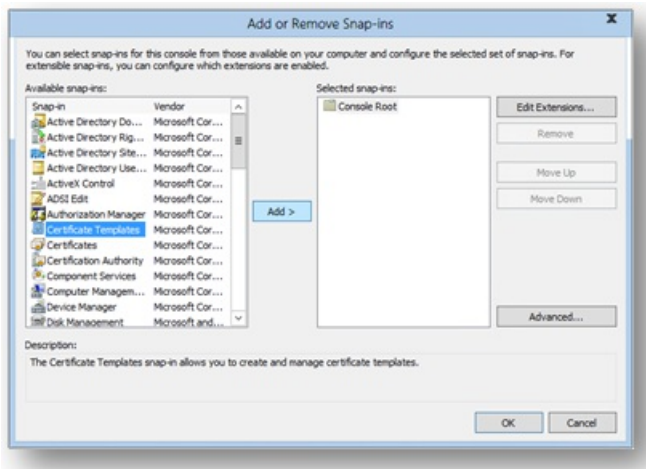 Add or Remove Snap-ins
x
You can select snap-ins for this console from those available on your computer and configure the selected set of snap-ins. For
extensible snap-ins, you can configure which extensions are enabled.
Available snap-ins:
Snap-in Vendor
Active Directory Do... Microsoft Cor...
Active Directory Rig... Microsoft Cor...
Active Directory Site... Microsoft Cor...
Active Directory Use... Microsoft Cor...
ActiveX Control Microsoft Cor...
ADSI Edit Microsoft Cor...
Authorization Manager Microsoft Cor...
Certificate Templates Microsoft Cor...
Certificates Microsoft Cor...
Certification Authority Microsoft Cor...
Component Services Microsoft Cor...
Computer Managem... Microsoft Cor...
Device Manager Microsoft Cor...
Disk Management Microsoft and...
Add >
Selected snap-ins:
Console Root
Edit Extensions...
Remove
Move Up
Move Down
Advanced...
Description:
The Certificate Templates snap-in allows you to create and manage certificate templates.
OK
Cancel